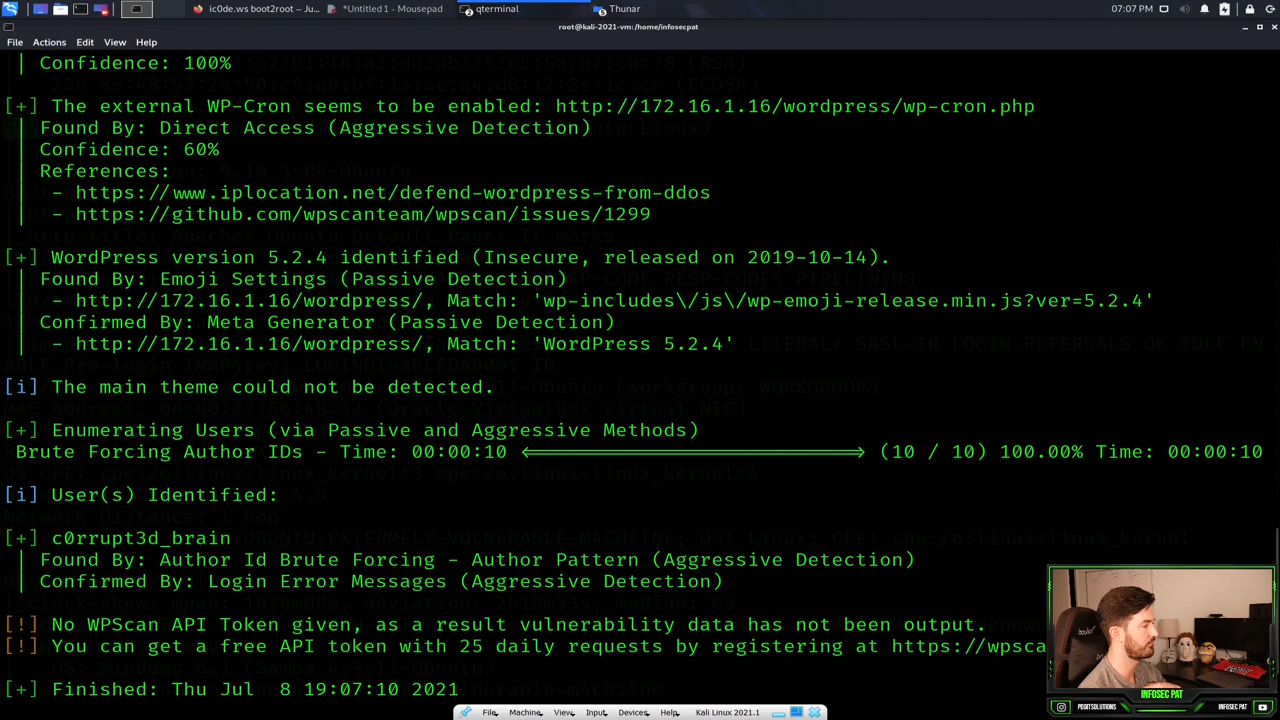 ic0de.ws boot2root – Ju...
*Untitled 1 - Mousepad
qterminal
2
Thunar
5
07:07 PM
root@kali-2021-vm:/home/infosecpat
File Actions Edit View Help
| Confidence: 100%
[+] The external WP-Cron seems to be enabled: http://172.16.1.16/wordpress/wp-cron.php
| Found By: Direct Access (Aggressive Detection)
| Confidence: 60%
| References:
| - https://www.iplocation.net/defend-wordpress-from-ddos
| - https://github.com/wpscanteam/wpscan/issues/1299
[+] WordPress version 5.2.4 identified (Insecure, released on 2019-10-14).
| Found By: Emoji Settings (Passive Detection)
| - http://172.16.1.16/wordpress/, Match: 'wp-includes\/js\/wp-emoji-release.min.js?ver=5.2.4'
| Confirmed By: Meta Generator (Passive Detection)
| - http://172.16.1.16/wordpress/, Match: 'WordPress 5.2.4'
[i] The main theme could not be detected.
[+] Enumerating Users (via Passive and Aggressive Methods)
Brute Forcing Author IDs - Time: 00:00:10 <==============================> (10 / 10) 100.00% Time: 00:00:10
[i] User(s) Identified:
[+] c0rrupt3d_brain
| Found By: Author Id Brute Forcing - Author Pattern (Aggressive Detection)
| Confirmed By: Login Error Messages (Aggressive Detection)
[!] No WPScan API Token given, as a result vulnerability data has not been output.
[!] You can get a free API token with 25 daily requests by registering at https://wpsca
[+] Finished: Thu Jul  8 19:07:10 2021
INFOSEC PAT
PGGITSOLUTIONS
INFOSEC PAT
File Machine View Input Devices Help Kali Linux 2021.1